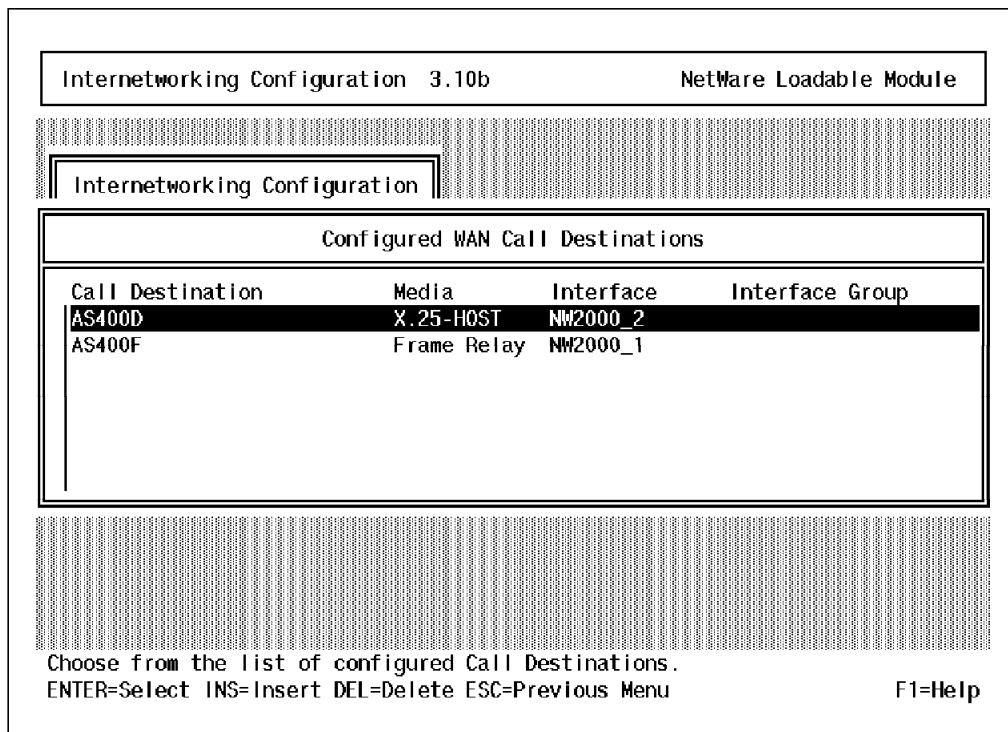 Internetworking Configuration 3.10b NetWare Loadable Module
Internetworking Configuration
Configured WAN Call Destinations
Call Destination Media Interface Interface Group
AS400D X.25-HOST NW2000_2
AS400F Frame Relay NW2000_1
Choose from the list of configured Call Destinations.
ENTER=Select INS=Insert DEL=Delete ESC=Previous Menu F1=Help